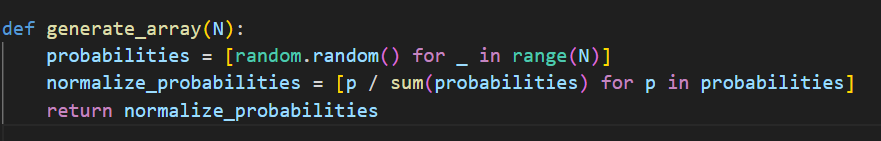 def generate_array(N):
    probabilities = [random.random() for _ in range(N)]
    normalize_probabilities = [p / sum(probabilities) for p in probabilities]
    return normalize_probabilities